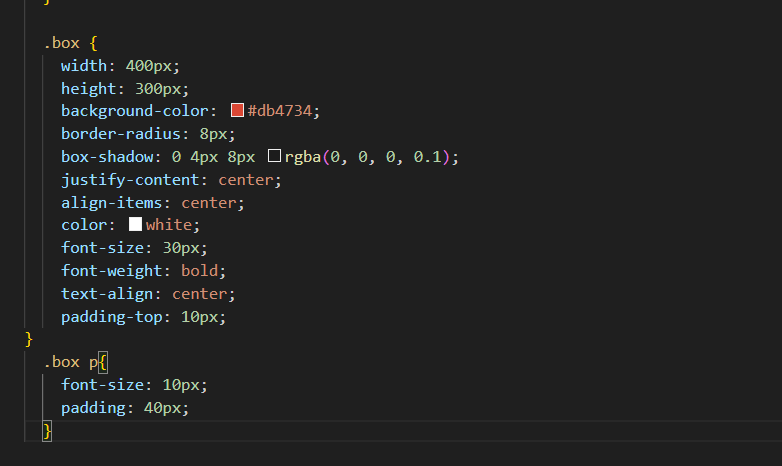 }
.box {
width: 400px;
height: 300px;
background-color: #db4734;
border-radius: 8px;
box-shadow: 0 4px 8px rgba(0, 0, 0, 0.1);
justify-content: center;
align-items: center;
color: white;
font-size: 30px;
font-weight: bold;
text-align: center;
padding-top: 10px;
}
.box p{
font-size: 10px;
padding: 40px;
}